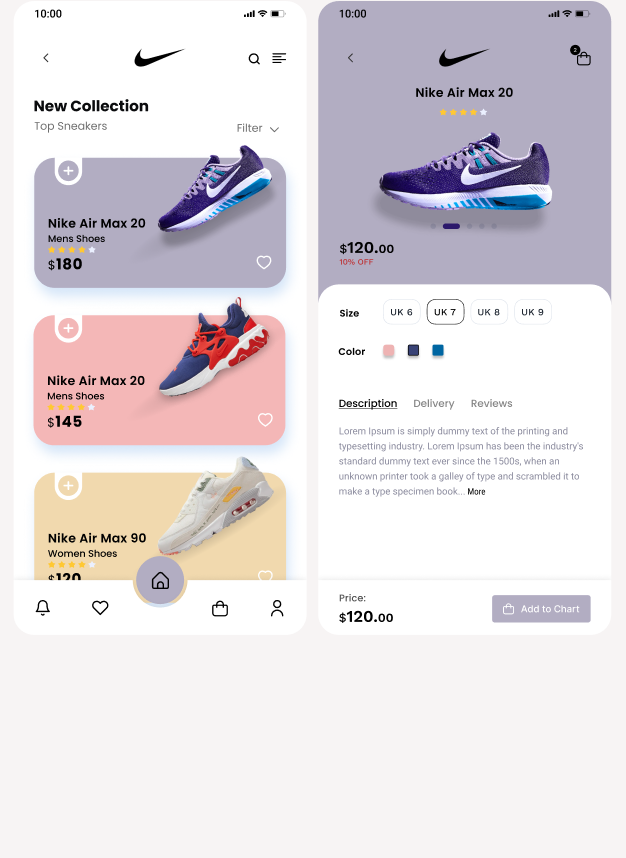 10:00
New Collection
Top Sneakers
Filter
Nike Air Max 20
Mens Shoes
$180
Nike Air Max 20
Mens Shoes
$145
Nike Air Max 90
Women Shoes
$120
10:00
2
Nike Air Max 20
$120.00
10% OFF
Size
UK 6
UK 7
UK 8
UK 9
Color
Description
Delivery
Reviews
Lorem Ipsum is simply dummy text of the printing and
typesetting industry. Lorem Ipsum has been the industry's
standard dummy text ever since the 1500s, when an
unknown printer took a galley of type and scrambled it to
make a type specimen book... More
Price:
$120.00
Add to Chart